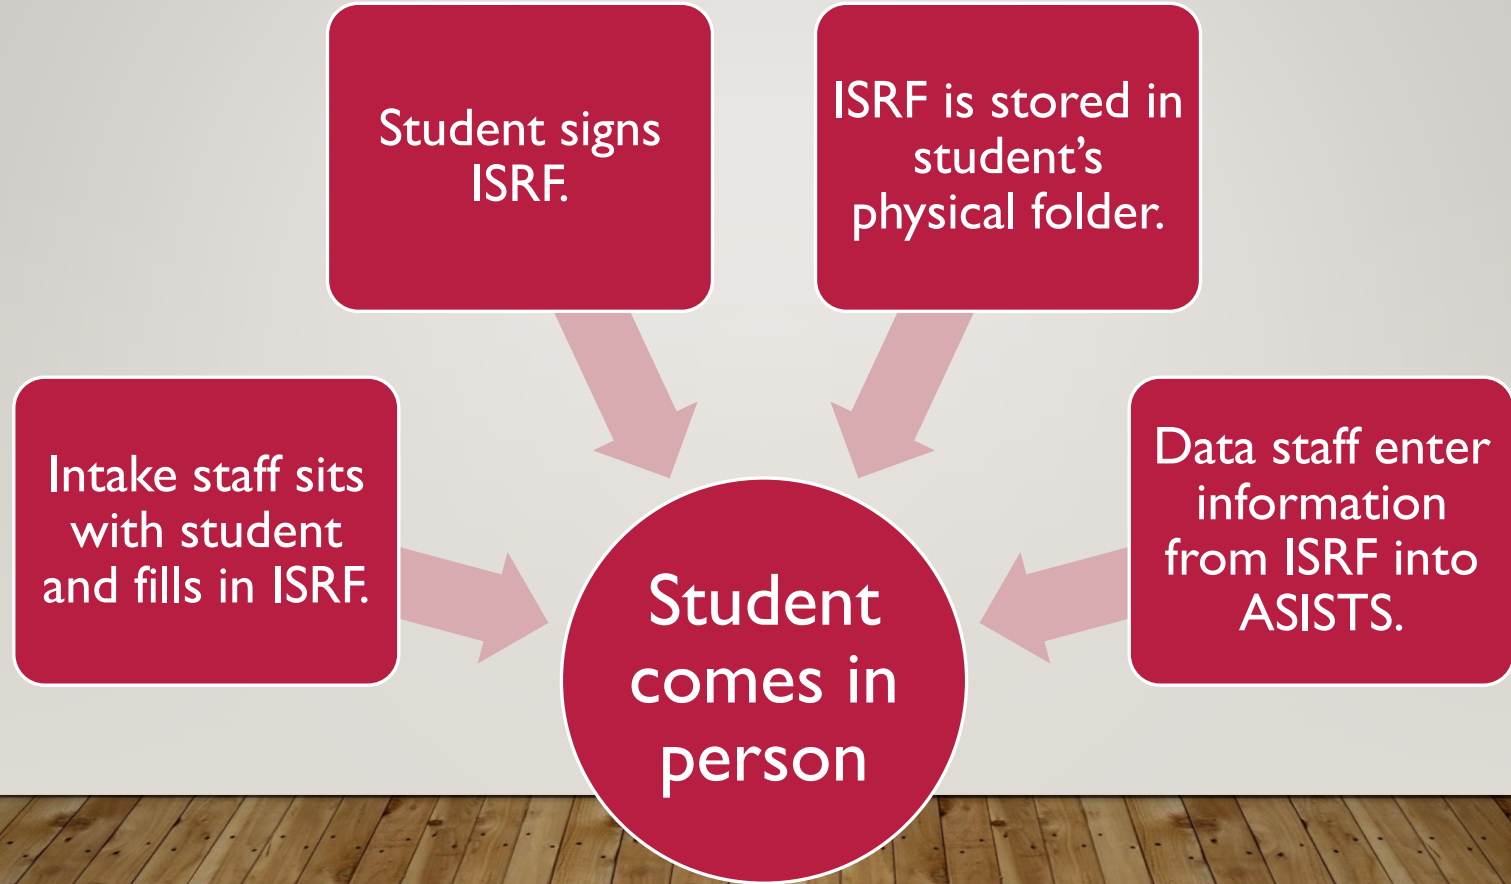 Intake staff sits
with student
and fills in ISRF.
Student signs
ISRF.
ISRF is stored in
student’s
physical folder.
Data staff enter
information
from ISRF into
ASISTS.
Student
comes in
person